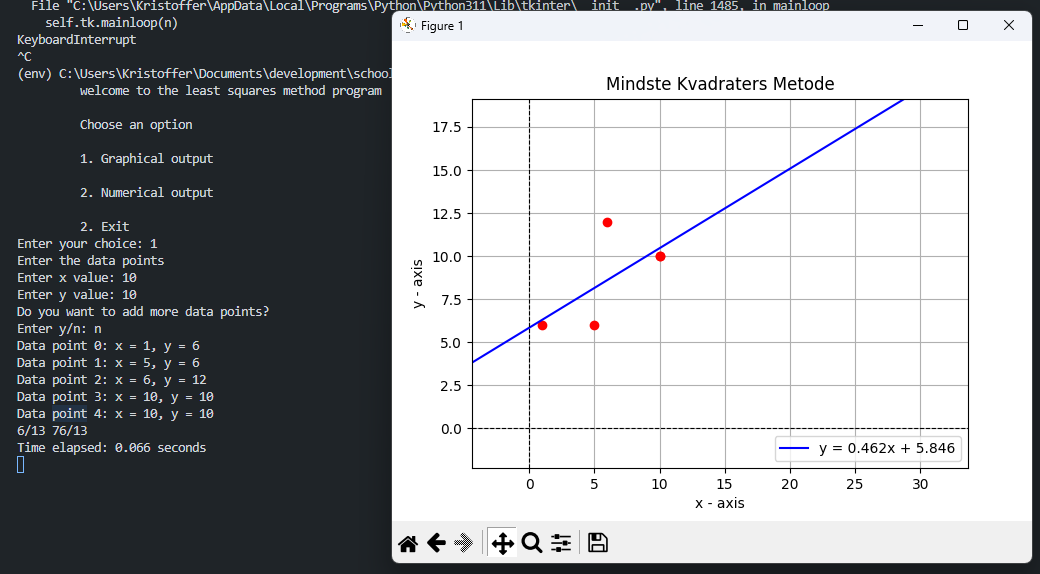 File "C:\Users\Kristoffer\AppData\Local\Programs\Python\Python311\Lib\tkinter\__init__.py", line 1485, in mainloop
self.tk.mainloop(n)
KeyboardInterrupt
^C
(env) C:\Users\Kristoffer\Documents\development\school
welcome to the least squares method program
Choose an option
1. Graphical output
2. Numerical output
2. Exit
Enter your choice: 1
Enter the data points
Enter x value: 10
Enter y value: 10
Do you want to add more data points?
Enter y/n: n
Data point 0: x = 1, y = 6
Data point 1: x = 5, y = 6
Data point 2: x = 6, y = 12
Data point 3: x = 10, y = 10
Data point 4: x = 10, y = 10
6/13 76/13
Time elapsed: 0.066 seconds
Figure 1
Mindste Kvadraters Metode
17.5
15.0
12.5
10.0
7.5
5.0
2.5
0.0
y - axis
y = 0.462x + 5.846
0 5 10 15 20 25 30
x - axis